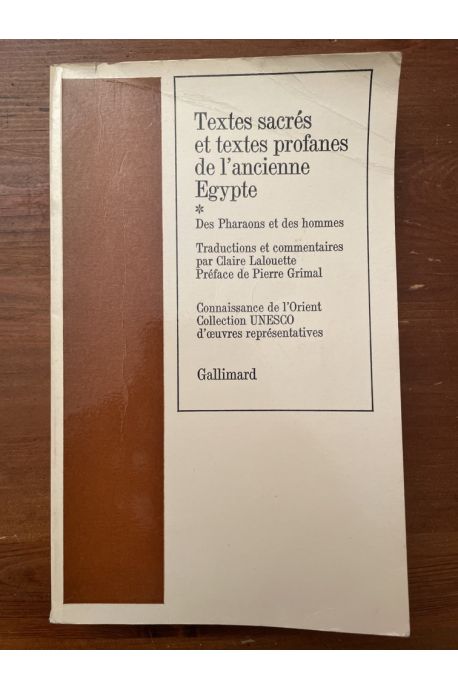 Textes sacrés
et textes profanes
de l'ancienne
Egypte
*
Des Pharaons et des hommes
Traductions et commentaires
par Claire Lalouette
Préface de Pierre Grimal
Connaissance de l'Orient
Collection UNESCO
d'œuvres représentatives
Gallimard